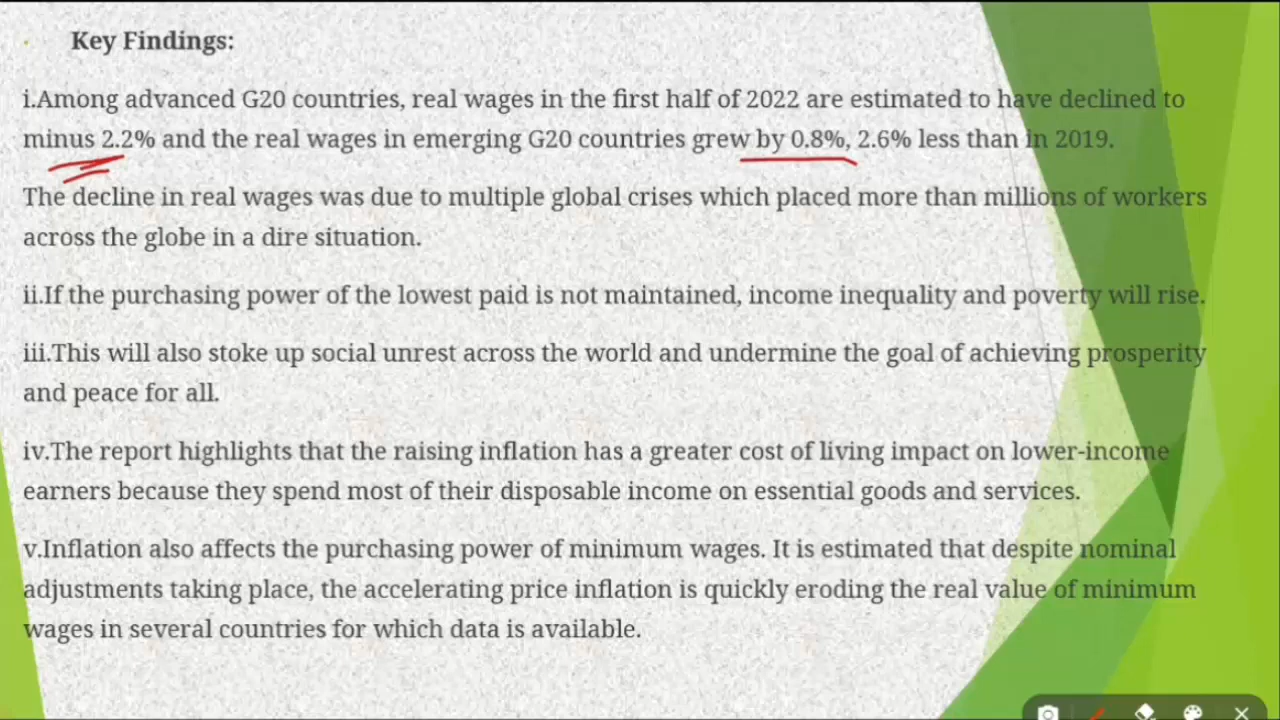 Key Findings:
i.Among advanced G20 countries, real wages in the first half of 2022 are estimated to have declined to
minus 2.2% and the real wages in emerging G20 countries grew by 0.8%, 2.6% less than in 2019.
The decline in real wages was due to multiple global crises which placed more than millions of workers
across the globe in a dire situation.
ii.If the purchasing power of the lowest paid is not maintained, income inequality and poverty will rise.
iii.This will also stoke up social unrest across the world and undermine the goal of achieving prosperity
and peace for all.
iv.The report highlights that the raising inflation has a greater cost of living impact on lower-income
earners because they spend most of their disposable income on essential goods and services.
v.Inflation also affects the purchasing power of minimum wages. It is estimated that despite nominal
adjustments taking place, the accelerating price inflation is quickly eroding the real value of minimum
wages in several countries for which data is available.